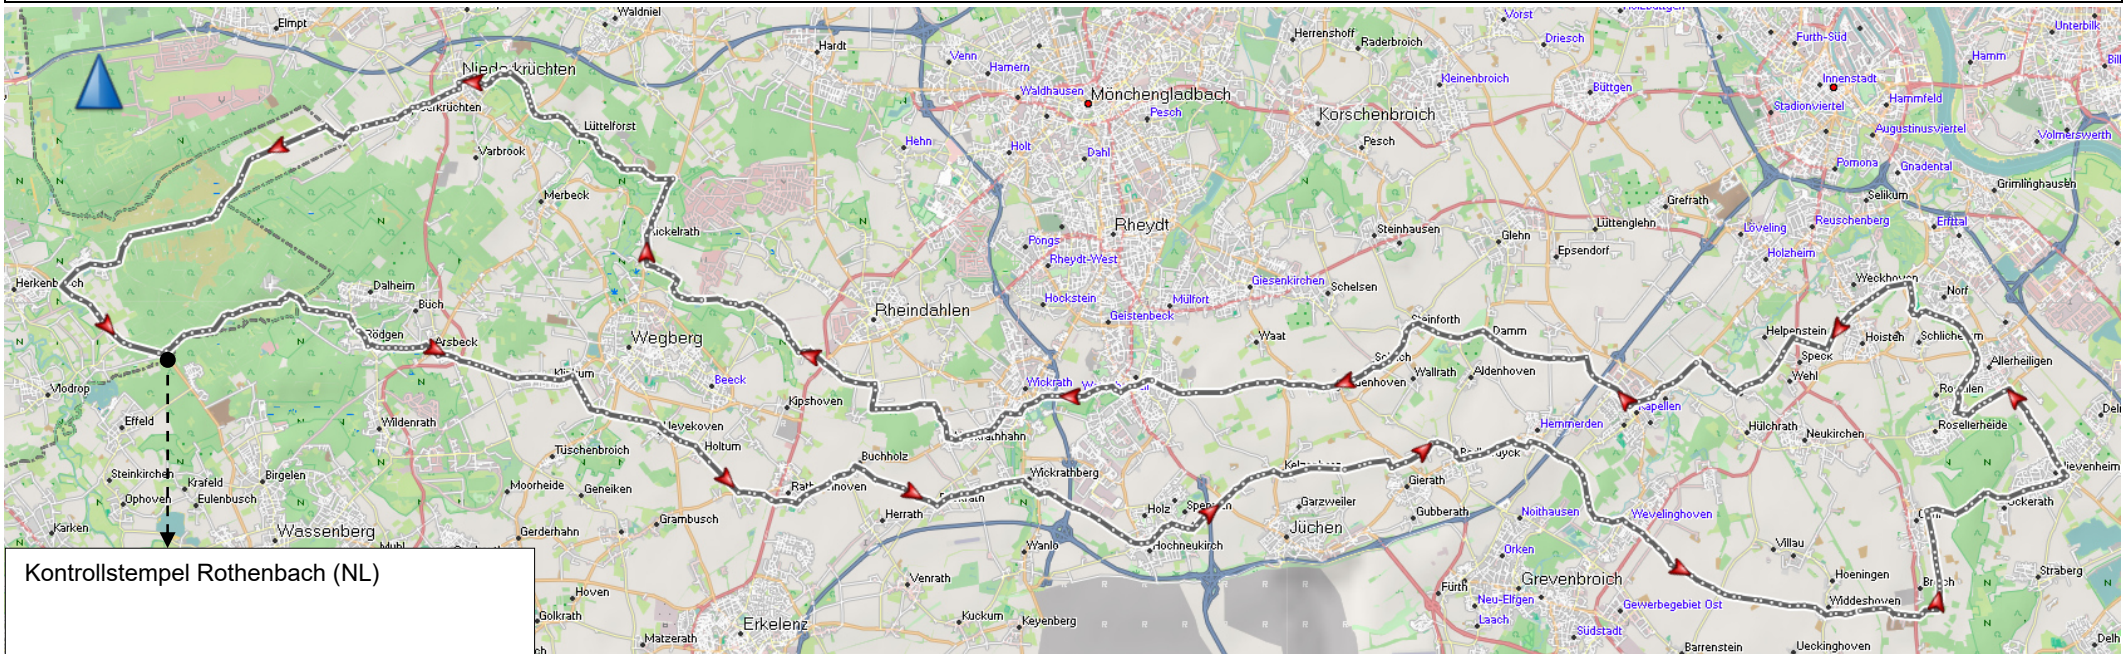 Elmpt
Waldniel
Vorst
Unterbilk
Hardt
Herrenshoff
Raderbroich
Driesch
Furth-Süd
Hamm
Venn
Hamern
Niederkrüchten
Kleinenbroich
Büttgen
Innenstadt
Waldhausen
Mönchengladbach
Pesch
Korschenbroich
Stadionviertel
Hammfeld
Lüttelforst
Augustinusviertel
Volmerswerth
Varbrook
Hehn
Holt
Dahl
Pesch
Pomona
Gnadental
Merbeck
Selikum
Grimlinghausen
Grefrath
Rheydt
Steinhausen
Lüttenglehn
Reuschenberg
Erfttal
Glehn
Löveling
Pongs
Epsendorf
Holzheim
Rheydt-West
Dalheim
Giesenkirchen
Schelsen
Weckhoven
Norf
Büch
Hockstein
Mülfort
Rheindahlen
Geistenbeck
Steinforth
Damm
Helpenstein
Hoisten
Rödgen
Arsbeck
Wegberg
Waat
Speck
Allerheiligen
Vlodrop
Beeck
Wickrath
Wallrath
Aldenhoven
Wehl
Kipshoven
Kapellen
Effeld
Wildenrath
Hemmerden
Hülchrath
Neukirchen
Rosellerheide
Tüschenbroich
Holtum
Buchholz
Steinkirchen
Krafeld
Birgelen
Wickrathberg
Ophoven
Eulenbusch
Moorheide
Geneiken
Gierath
Garzweiler
Karken
Wassenberg
Gerderhahn
Grambusch
Herrath
Holz
Jüchen
Gubberath
Noithausen
Wevelinghoven
Wanlo
Hochneukirch
Villau
Orken
Straberg
Kontrollstempel Rothenbach (NL)
Hoven
Venrath
Fürth
Grevenbroich
Hoeningen
Neu-Elfgen
Gewerbegebiet Ost
Widdeshoven
Golkrath
Erkelenz
Kuckum
Keyenberg
Laach
Südstadt
Matzerath
Barrenstein
Ueckinghoven